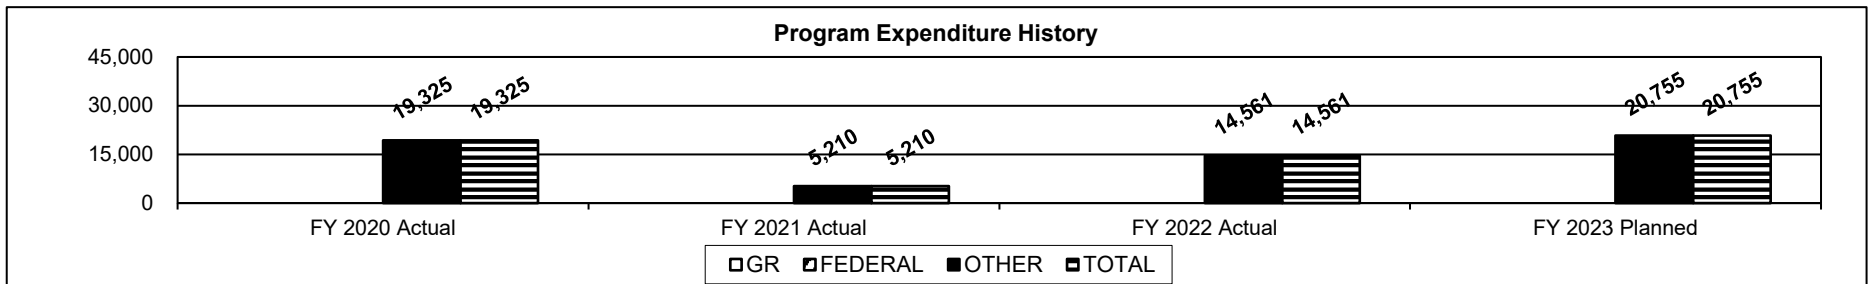 Program Expenditure History
45,000
30,000
15,000
0
19,325 19,325
5,210 5,210
14,561 14,561
20,755 20,755
FY 2020 Actual FY 2021 Actual FY 2022 Actual FY 2023 Planned
GR FEDERAL OTHER TOTAL